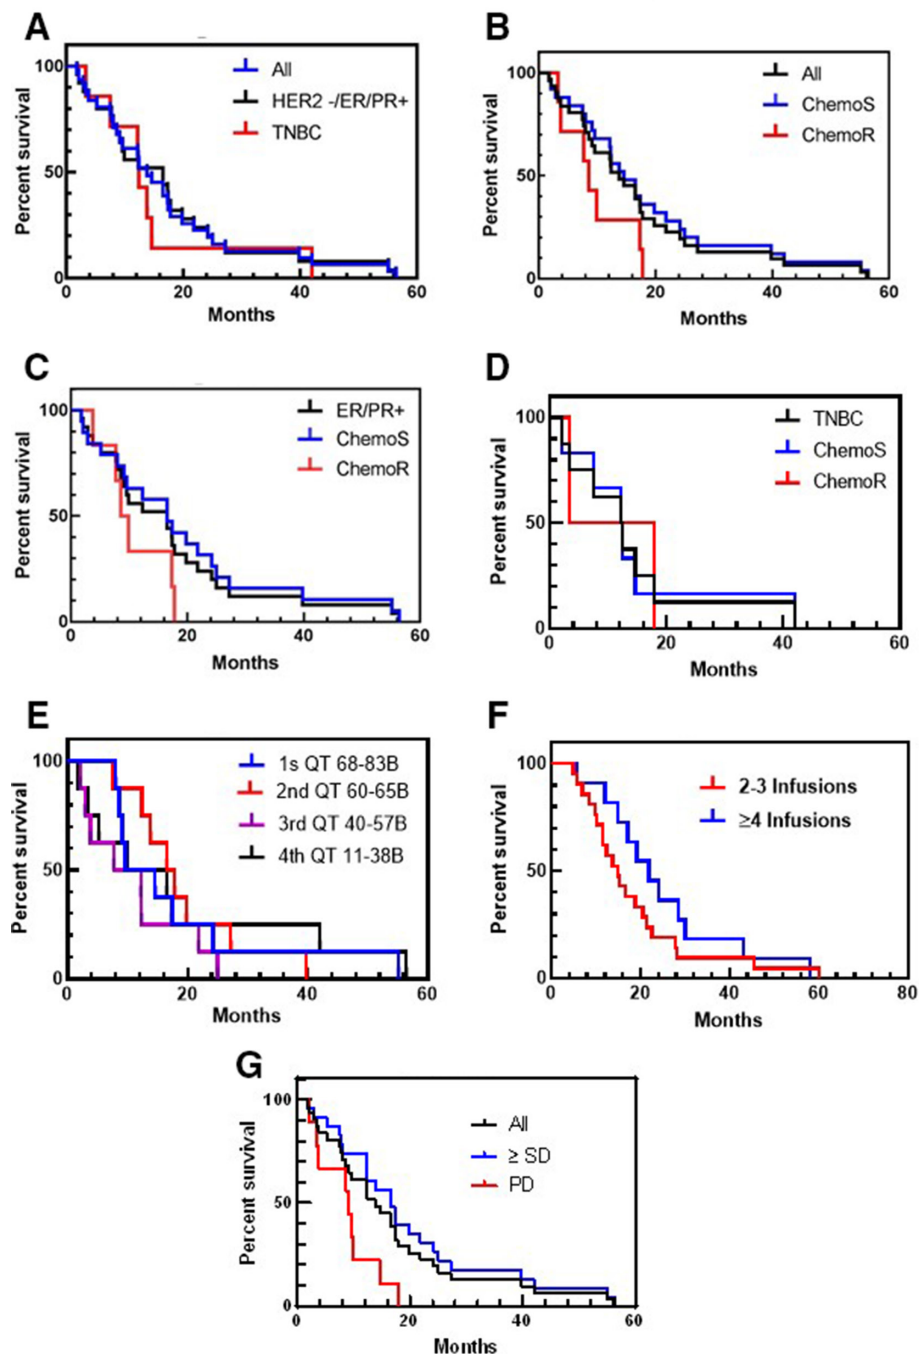 A
Percent survival
100
50
0
All
HER2 -/ER/PR+
TNBC
0 20 40 60
Months
B
Percent survival
100
50
0
All
ChemoS
ChemoR
0 20 40 60
Months
C
Percent survival
100
50
0
ER/PR+
ChemoS
ChemoR
0 20 40 60
Months
D
Percent survival
100
50
0
TNBC
ChemoS
ChemoR
0 20 40 60
Months
E
Percent survival
100
50
0
1s QT 68-83B
2nd QT 60-65B
3rd QT 40-57B
4th QT 11-38B
0 20 40 60
Months
F
Percent survival
100
50
0
2-3 Infusions
≥4 Infusions
0 20 40 60 80
Months
G
Percent survival
100
50
0
All
≥ SD
PD
0 20 40 60
Months